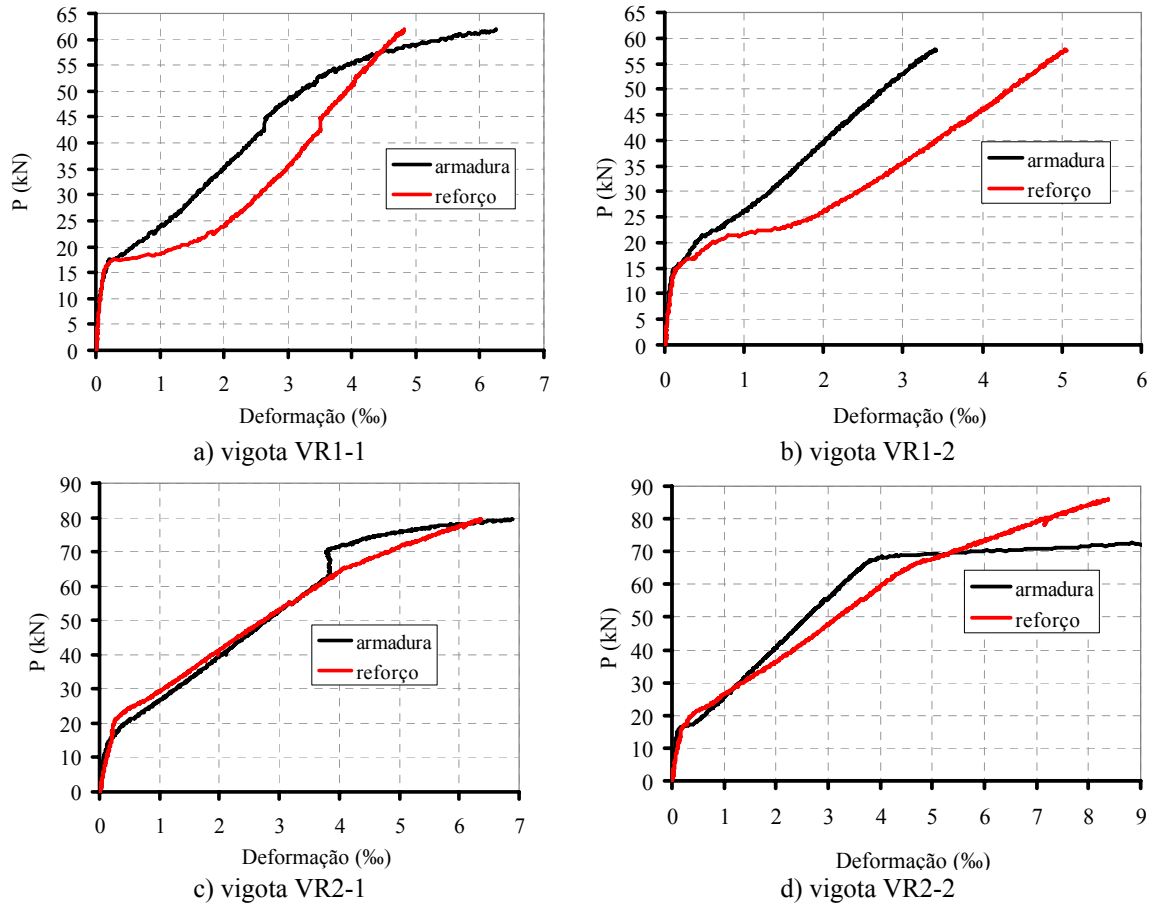 65
60
55
50
45
40
35
30
25
20
15
10
5
0
P (kN)
armadura
reforço
0 1 2 3 4 5 6 7
Deformação (‰)
a) vigota VR1-1
65
60
55
50
45
40
35
30
25
20
15
10
5
0
P (kN)
armadura
reforço
0 1 2 3 4 5 6
Deformação (‰)
b) vigota VR1-2
90
80
70
60
50
40
30
20
10
0
P (kN)
armadura
reforço
0 1 2 3 4 5 6 7
Deformação (‰)
c) vigota VR2-1
90
80
70
60
50
40
30
20
10
0
P (kN)
armadura
reforço
0 1 2 3 4 5 6 7 8 9
Deformação (‰)
d) vigota VR2-2